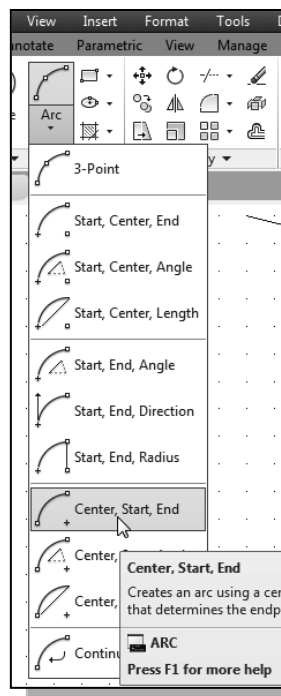 View Insert Format Tools
notate Parametric View Manage
Arc
3-Point
Start, Center, End
Start, Center, Angle
Start, Center, Length
Start, End, Angle
Start, End, Direction
Start, End, Radius
Center, Start, End
Center,
Center, Start, End
Creates an arc using a cer
that determines the endp
Center,
ARC
Continu
Press F1 for more help